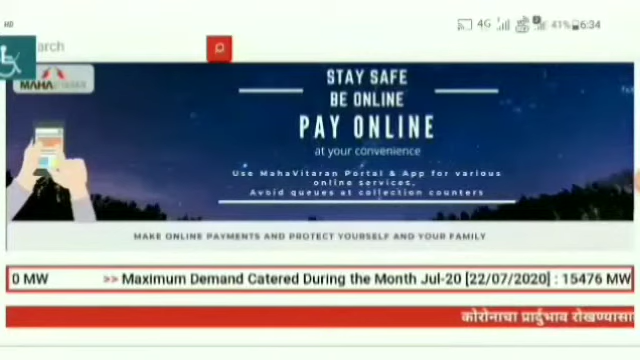 HD
4G 41% 6:34
arch
STAY SAFE
BE ONLINE
PAY ONLINE
at your convenience
Use MahaVitaran Portal & App for various
online services.
Avoid queues at collection counters
MAKE ONLINE PAYMENTS AND PROTECT YOURSELF AND YOUR FAMILY
0 MW >> Maximum Demand Catered During the Month Jul-20 [22/07/2020] : 15476 MW
कोरोनाचा प्रार्दुभाव रोखण्यासा